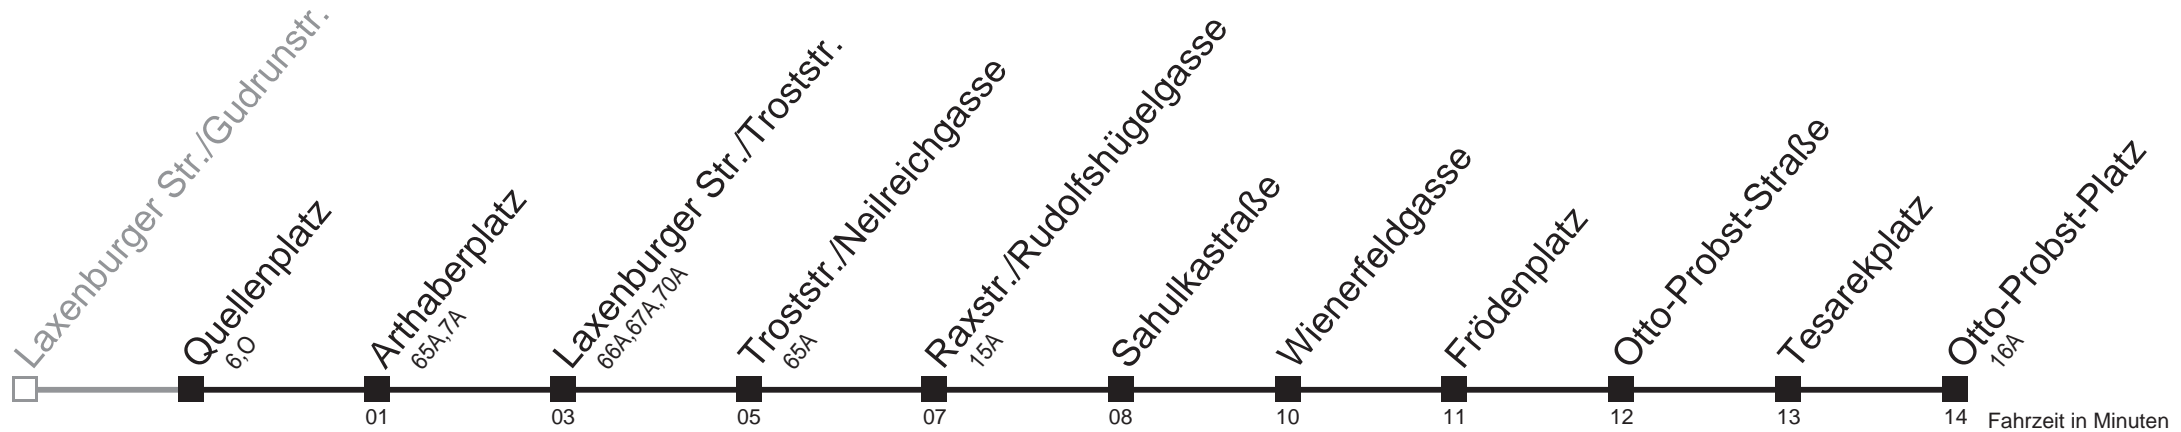 Laxenburger Str./Gudrunstr.
Quellenplatz
6,O
Arthaberplatz
65A,7A
Laxenburger Str./Troststr.
66A,67A,70A
Troststr./Neilreichgasse
65A
Raxstr./Rudolfshügelgasse
15A
Sahulkastraße
Wienerfeldgasse
Frödenplatz
Otto-Probst-Straße
Tesarekplatz
Otto-Probst-Platz
16A
01 03 05 07 08 10 11 12 13 14 Fahrzeit in Minuten